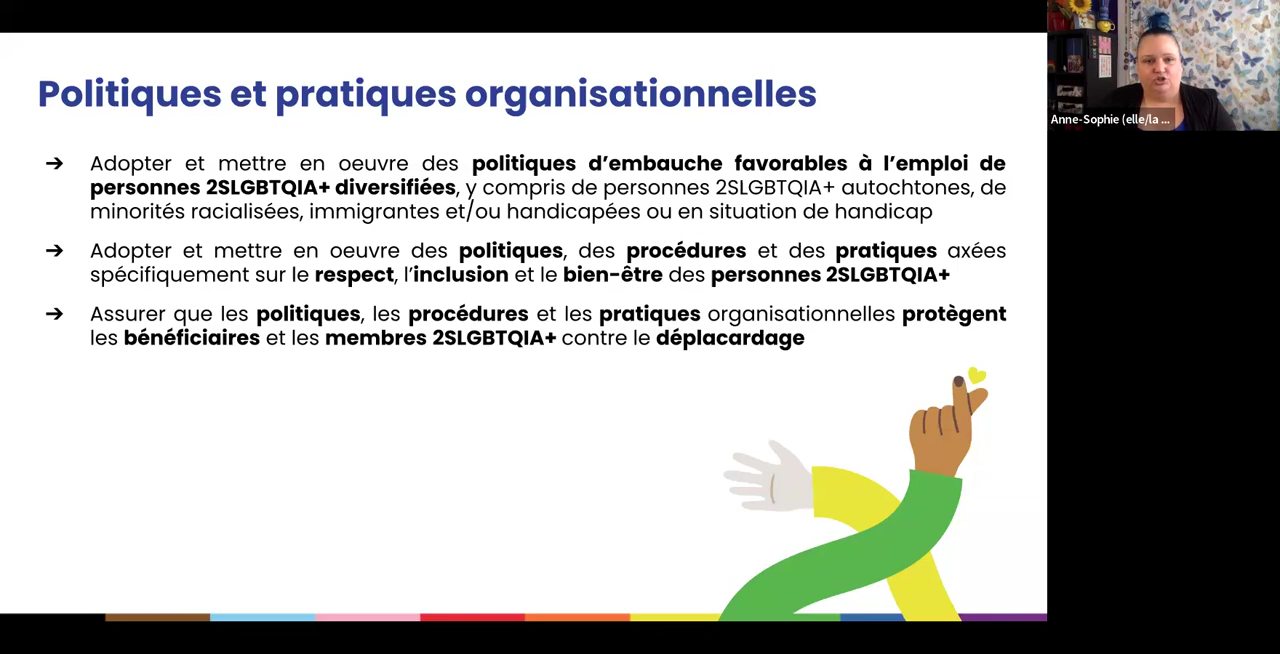 Politiques et pratiques organisationnelles
➔ Adopter et mettre en oeuvre des politiques d’embauche favorables à l’emploi de
personnes 2SLGBTQIA+ diversifiées, y compris de personnes 2SLGBTQIA+ autochtones, de
minorités racialisées, immigrantes et/ou handicapées ou en situation de handicap
➔ Adopter et mettre en oeuvre des politiques, des procédures et des pratiques axées
spécifiquement sur le respect, l’inclusion et le bien-être des personnes 2SLGBTQIA+
➔ Assurer que les politiques, les procédures et les pratiques organisationnelles protègent
les bénéficiaires et les membres 2SLGBTQIA+ contre le déplacardage
Anne-Sophie (elle/la ...